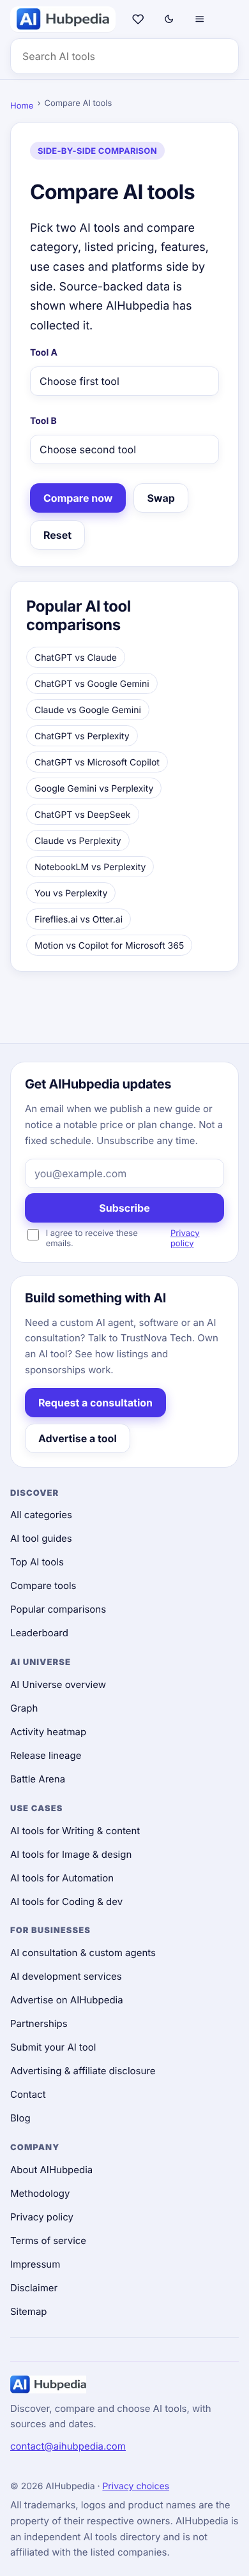 AIHubpedia
Search AI tools
Home › Compare AI tools
SIDE-BY-SIDE COMPARISON
Compare AI tools
Pick two AI tools and compare
category, listed pricing, features,
use cases and platforms side by
side. Source-backed data is
shown where AIHubpedia has
collected it.
Tool A
Choose first tool
Tool B
Choose second tool
Compare now
Swap
Reset
Popular AI tool
comparisons
ChatGPT vs Claude
ChatGPT vs Google Gemini
Claude vs Google Gemini
ChatGPT vs Perplexity
ChatGPT vs Microsoft Copilot
Google Gemini vs Perplexity
ChatGPT vs DeepSeek
Claude vs Perplexity
NotebookLM vs Perplexity
You vs Perplexity
Fireflies.ai vs Otter.ai
Motion vs Copilot for Microsoft 365
Get AIHubpedia updates
An email when we publish a new guide or
notice a notable price or plan change. Not a
fixed schedule. Unsubscribe any time.
you@example.com
Subscribe
I agree to receive these
emails.
Privacy
policy
Build something with AI
Need a custom AI agent, software or an AI
consultation? Talk to TrustNova Tech. Own
an AI tool? See how listings and
sponsorships work.
Request a consultation
Advertise a tool
DISCOVER
All categories
AI tool guides
Top AI tools
Compare tools
Popular comparisons
Leaderboard
AI UNIVERSE
AI Universe overview
Graph
Activity heatmap
Release lineage
Battle Arena
USE CASES
AI tools for Writing & content
AI tools for Image & design
AI tools for Automation
AI tools for Coding & dev
FOR BUSINESSES
AI consultation & custom agents
AI development services
Advertise on AIHubpedia
Partnerships
Submit your AI tool
Advertising & affiliate disclosure
Contact
Blog
COMPANY
About AIHubpedia
Methodology
Privacy policy
Terms of service
Impressum
Disclaimer
Sitemap
AIHubpedia
Discover, compare and choose AI tools, with
sources and dates.
contact@aihubpedia.com
© 2026 AIHubpedia · Privacy choices
All trademarks, logos and product names are the
property of their respective owners. AIHubpedia is
an independent AI tools directory and is not
affiliated with the listed companies.